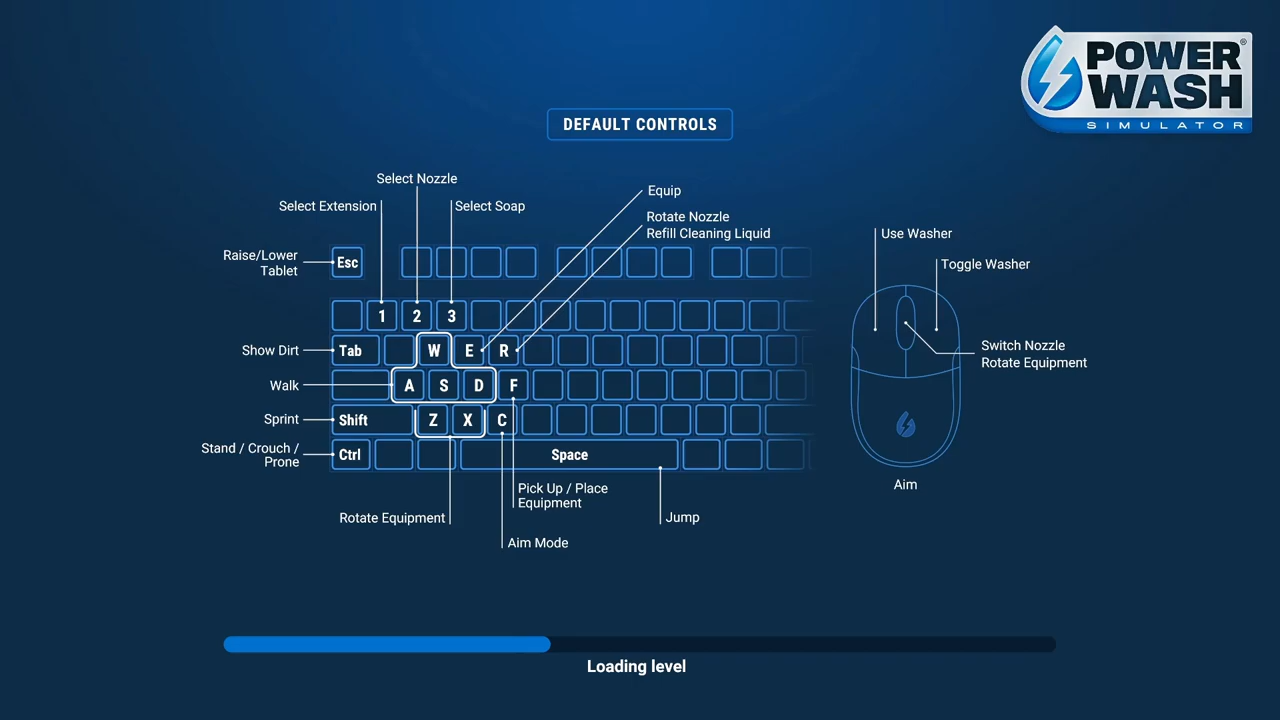 POWER
WASH
SIMULATOR
®
DEFAULT CONTROLS
Select Nozzle
Select Extension
Select Soap
Equip
Rotate Nozzle
Refill Cleaning Liquid
Raise/Lower
Tablet
Esc
Use Washer
Toggle Washer
1 2 3
Show Dirt
Tab W E R
Switch Nozzle
Rotate Equipment
Walk
A S D F
Sprint
Shift Z X C
Stand / Crouch /
Prone
Ctrl Space
Aim
Pick Up / Place
Equipment
Rotate Equipment
Jump
Aim Mode
Loading level